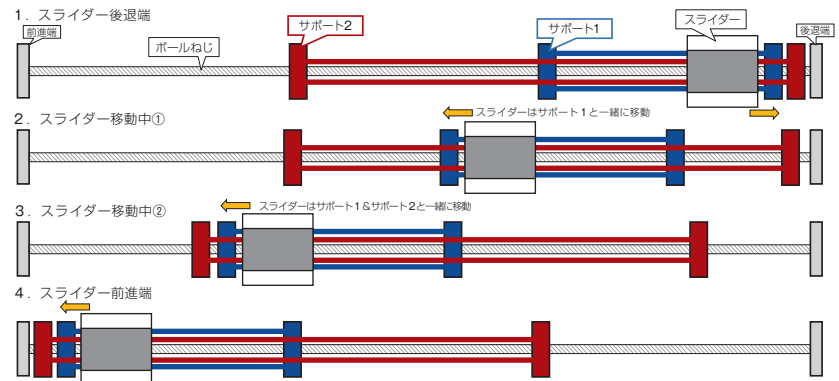 1．スライダー後退端
前進端
ボールねじ
サポート2
サポート1
スライダー
後退端
2．スライダー移動中①
スライダーはサポート1と一緒に移動
3．スライダー移動中②
スライダーはサポート1＆サポート2と一緒に移動
4．スライダー前進端